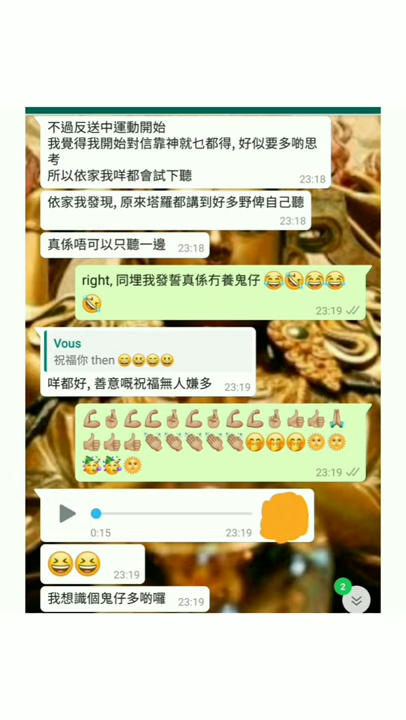 不過反送中運動開始
我覺得我開始對信靠神就乜都得, 好似要多啲思
考
所以依家我咩都會試下聽
23:18
依家我發現, 原來塔羅都講到好多野俾自己聽
23:18
真係唔可以只聽一邊 23:18
right, 同埋我發誓真係冇養鬼仔 😂🤣😂😂
🤣
23:19
Vous
祝福你 then 😄😃😄😃
咩都好, 善意嘅祝福無人嫌多 23:19
💪🏼✌🏼💪🏼💪🏼✌🏼💪🏼✌🏼💪🏼💪🏼✌🏼👍🏼👍🏼🙏🏼
👍🏼👍🏼👍🏼👏🏼👏🏼👏🏼👏🏼👏🏼🤭🤭🤭🌞🌞
🥳🥳🌞
23:19
0:15 23:19
😆😆 23:19
我想識個鬼仔多啲囉 23:19
2